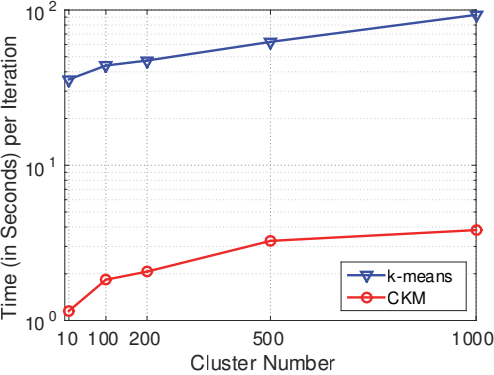 10 2
10 1
10 0
Time (in Seconds) per Iteration
k-means
CKM
10 100 200 500 1000
Cluster Number